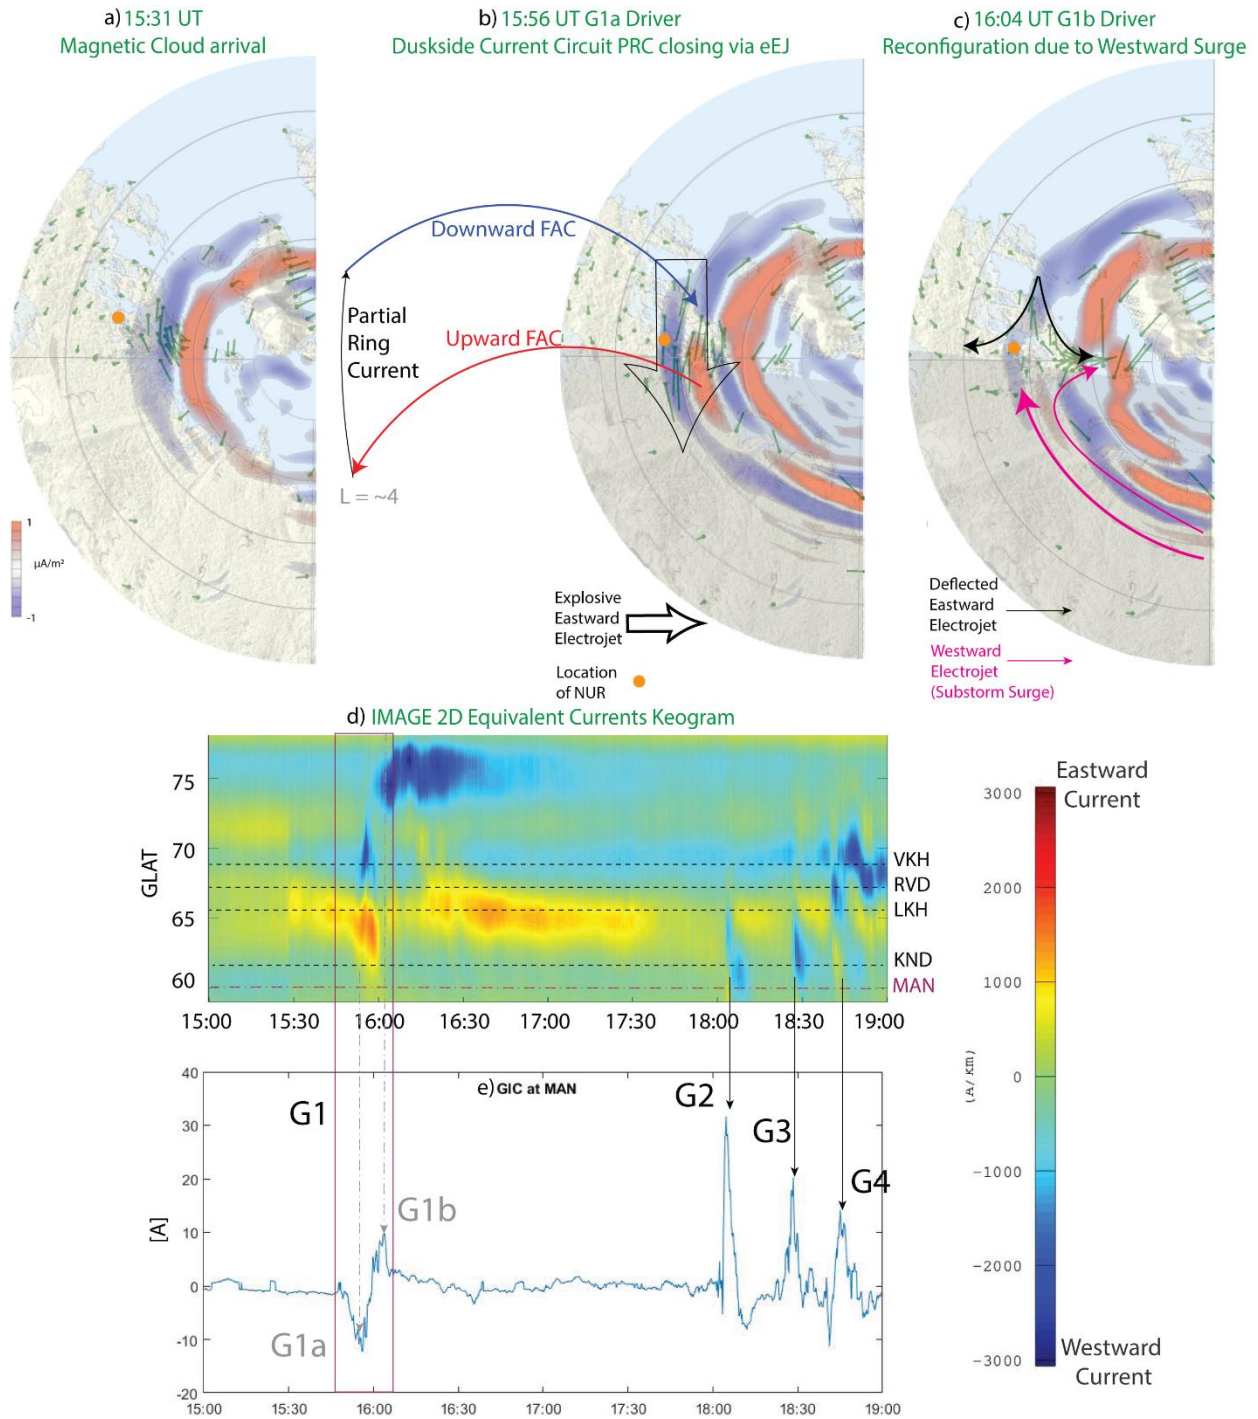 a) 15:31 UT
Magnetic Cloud arrival
b) 15:56 UT G1a Driver
Duskside Current Circuit PRC closing via eEJ
c) 16:04 UT G1b Driver
Reconfiguration due to Westward Surge
Downward FAC
Partial
Ring
Current
Upward FAC
L = ~4
1
µA/m²
-1
Explosive
Eastward
Electrojet
Location
of NUR
Deflected
Eastward
Electrojet
Westward
Electrojet
(Substorm Surge)
d) IMAGE 2D Equivalent Currents Keogram
GLAT
75
70
65
60
VKH
RVD
LKH
KND
MAN
15:00 15:30 16:00 16:30 17:00 17:30 18:00 18:30 19:00
Eastward
Current
3000
2000
1000
0
−1000
−2000
−3000
(A/km)
Westward
Current
e) GIC at MAN
[A]
40
30
20
10
0
-10
-20
G1
G1a
G1b
G2
G3
G4
15:00 15:30 16:00 16:30 17:00 17:30 18:00 18:30 19:00